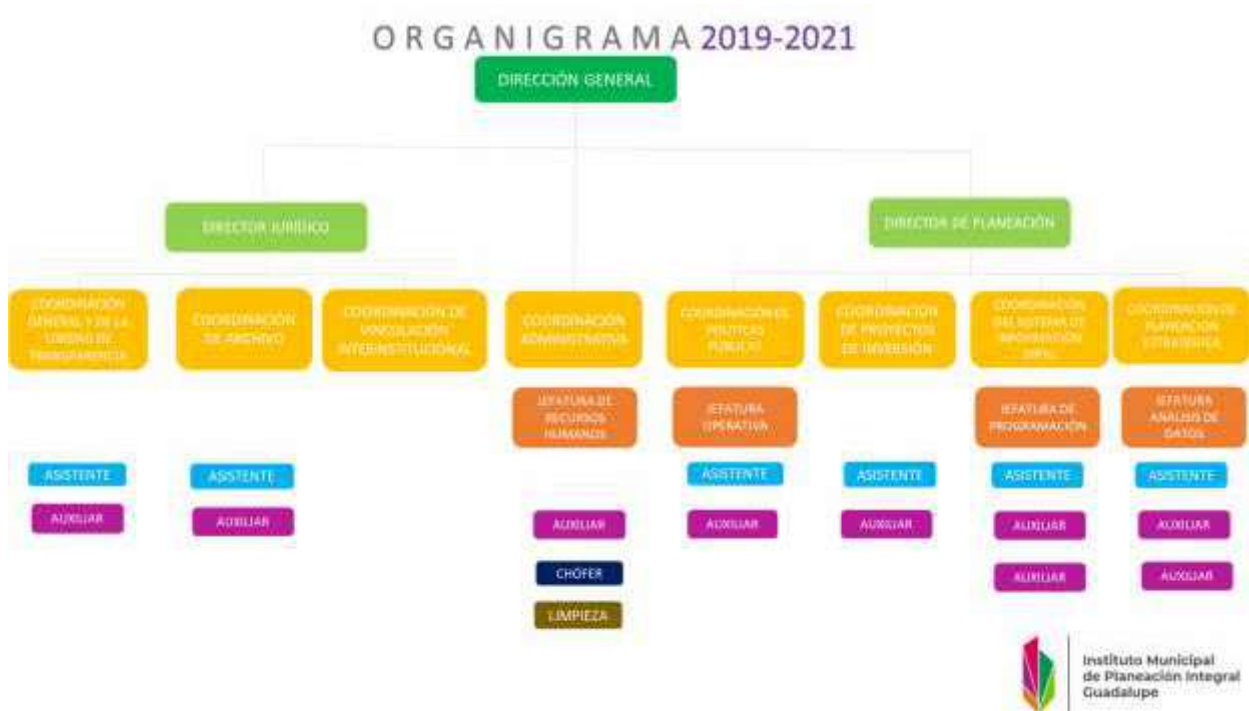 ORGANIGRAMA 2019-2021
DIRECCIÓN GENERAL
DIRECTOR JURÍDICO
DIRECTOR DE PLANEACIÓN
COORDINACIÓN
GENERAL Y DE LA
UNIDAD DE
TRANSPARENCIA
COORDINACIÓN
DE ARCHIVO
COORDINACIÓN DE
VINCULACIÓN
INTERINSTITUCIONAL
COORDINACIÓN
ADMINISTRATIVA
COORDINACIÓN DE
POLÍTICAS
PÚBLICO
COORDINACIÓN
DE PROYECTOS
DE INVERSIÓN
COORDINACIÓN
DEL SISTEMA DE
INFORMACIÓN
COORDINACIÓN DE
PLANEACIÓN
ESTRATÉGICA
JEFATURA DE
RECURSOS
HUMANOS
JEFATURA
OPERATIVA
JEFATURA DE
PROGRAMACIÓN
JEFATURA
ANÁLISIS DE
DATOS
ASISTENTE
ASISTENTE
ASISTENTE
ASISTENTE
ASISTENTE
ASISTENTE
AUXILIAR
AUXILIAR
AUXILIAR
AUXILIAR
AUXILIAR
AUXILIAR
AUXILIAR
CHÓFER
AUXILIAR
AUXILIAR
LIMPIEZA
Instituto Municipal
de Planeación Integral
Guadalupe